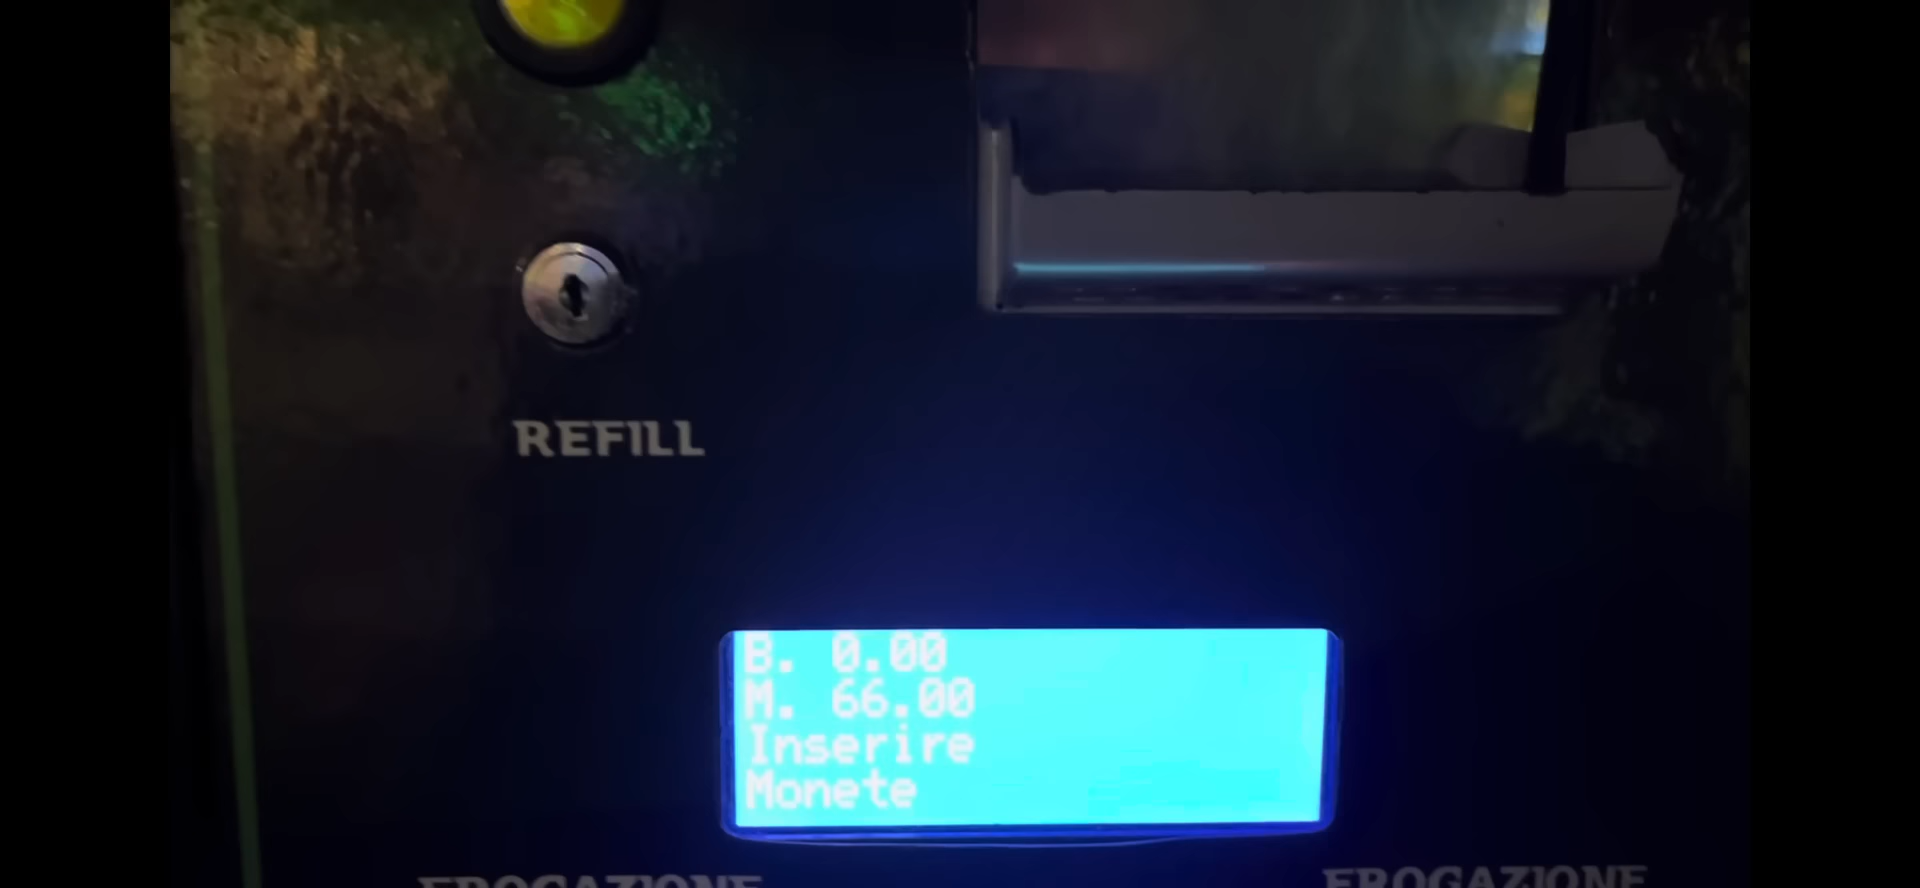 REFILL
B. 0.00
M. 66.00
Inserire
Monete
EROGAZIONE
EROGAZIONE